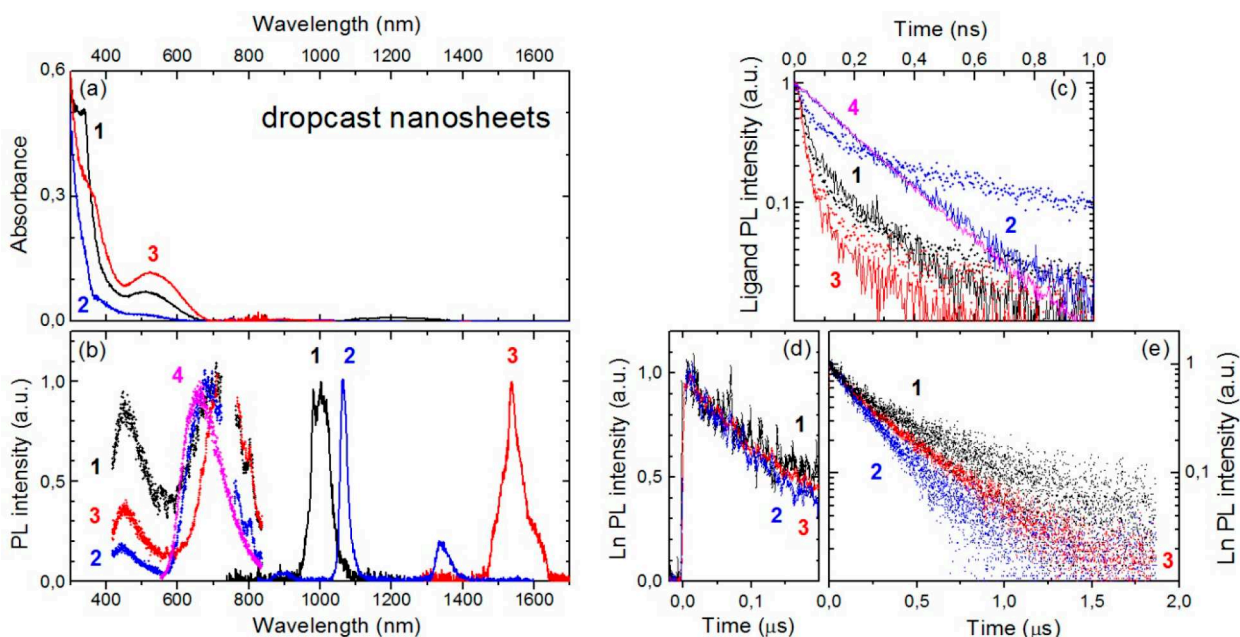 Wavelength (nm)
400 600 800 1000 1200 1400 1600
0,6
0,3
0,0
Absorbance
(a)
dropcast nanosheets
1
2
3
(b)
1,0
0,5
0,0
PL intensity (a.u.)
4
1
3
2
1
2
3
400 600 800 1000 1200 1400 1600
Wavelength (nm)
Time (ns)
0,0 0,2 0,4 0,6 0,8 1,0
1
0,1
Ligand PL intensity (a.u.)
(c)
4
1
2
3
(d)
1,0
0,5
0,0
Ln PL intensity (a.u.)
1
2
3
0,0 0,1
Time (μs)
(e)
1
2
3
1
0,1
Ln PL intensity (a.u.)
0,0 0,5 1,0 1,5 2,0
Time (μs)